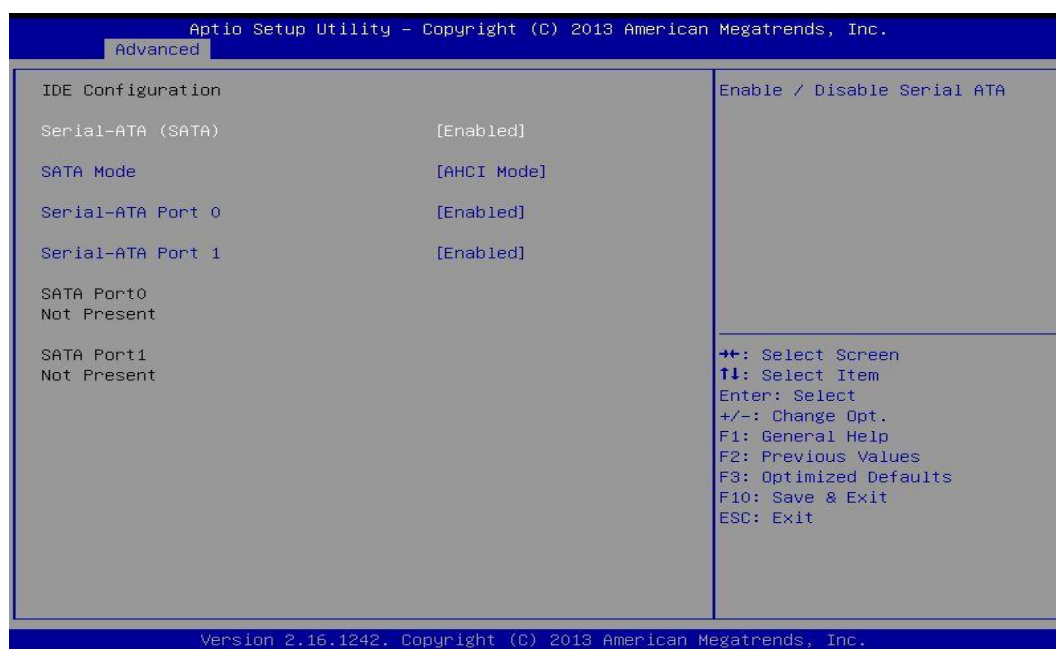 Aptio Setup Utility – Copyright (C) 2013 American Megatrends, Inc.
Advanced
IDE Configuration
Serial-ATA (SATA) [Enabled]
SATA Mode [AHCI Mode]
Serial-ATA Port 0 [Enabled]
Serial-ATA Port 1 [Enabled]
SATA Port0
Not Present
SATA Port1
Not Present
Enable / Disable Serial ATA
→←: Select Screen
↑↓: Select Item
Enter: Select
+/-: Change Opt.
F1: General Help
F2: Previous Values
F3: Optimized Defaults
F10: Save & Exit
ESC: Exit
Version 2.16.1242. Copyright (C) 2013 American Megatrends, Inc.